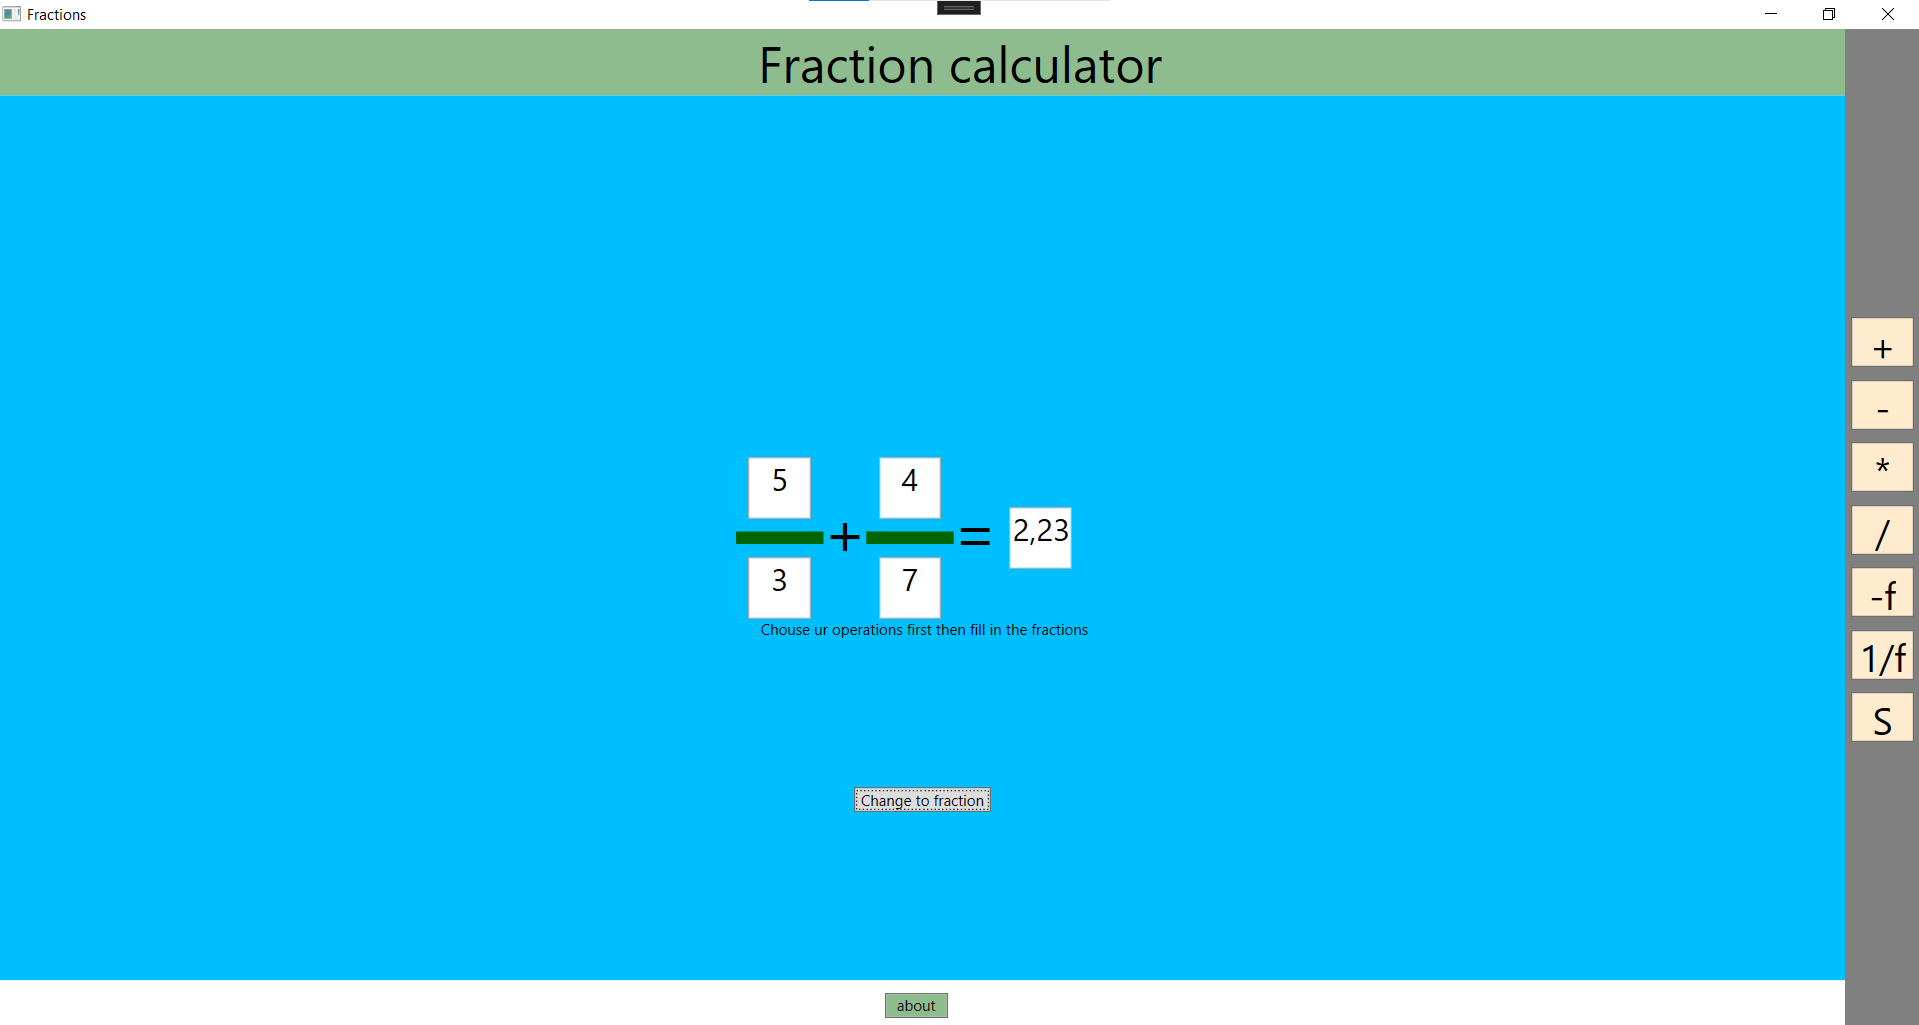 Fractions
Fraction calculator
+
-
*
/
-f
1/f
S
5 4
+ = 2,23
3 7
Chouse ur operations first then fill in the fractions
Change to fraction
about